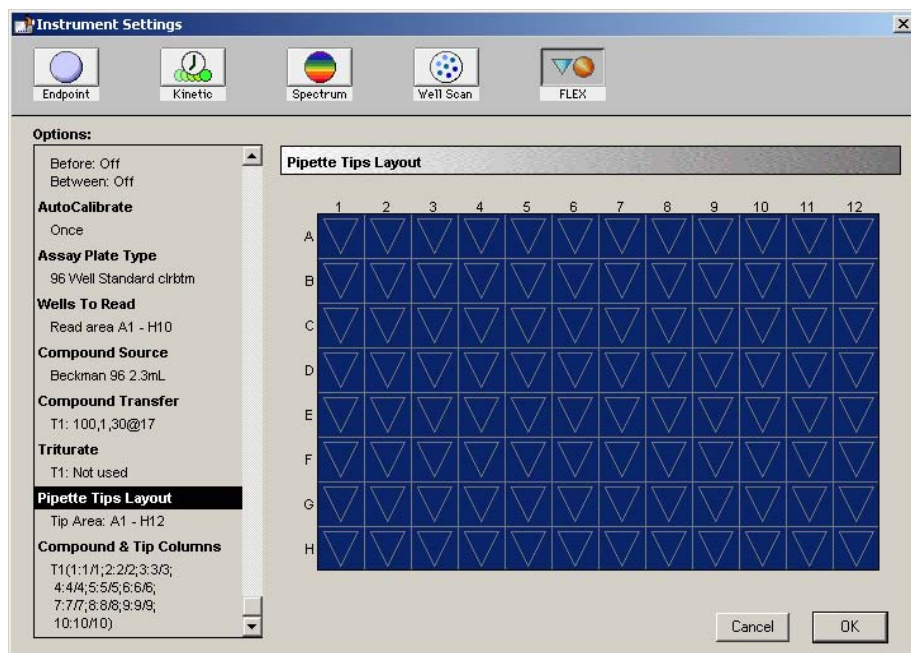 Instrument Settings
Endpoint
Kinetic
Spectrum
Well Scan
FLEX
Options:
Before: Off
Between: Off
AutoCalibrate
Once
Assay Plate Type
96 Well Standard clrbtm
Wells To Read
Read area A1 - H10
Compound Source
Beckman 96 2.3mL
Compound Transfer
T1: 100,1,30@17
Triturate
T1: Not used
Pipette Tips Layout
Tip Area: A1 - H12
Compound & Tip Columns
T1(1:1/1;2:2/2;3:3/3;
4:4/4;5:5/5;6:6/6;
7:7/7;8:8/8;9:9/9;
10:10/10)
Pipette Tips Layout
1 2 3 4 5 6 7 8 9 10 11 12
A
B
C
D
E
F
G
H
Cancel
OK